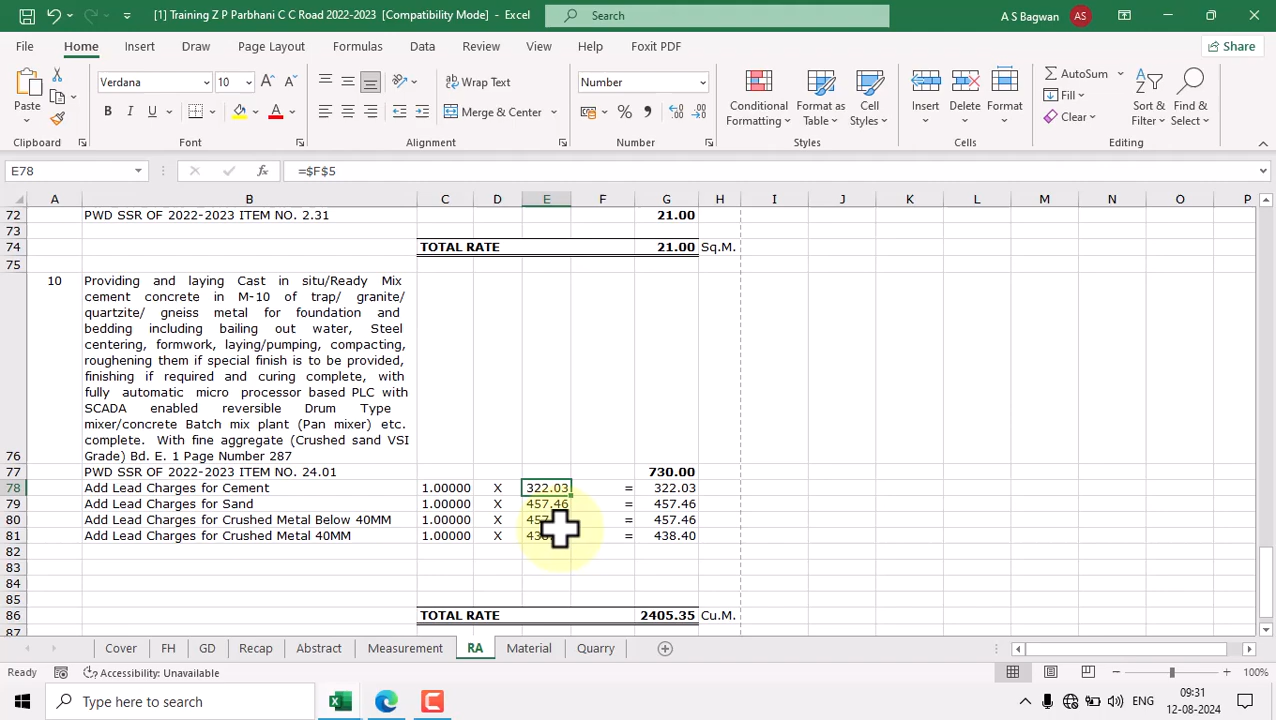 [1] Training Z P Parbhani C C Road 2022-2023 [Compatibility Mode] - Excel
Search
A S Bagwan AS
File Home Insert Draw Page Layout Formulas Data Review View Help Foxit PDF Share
Paste
Clipboard
Verdana 10
B I U
Font
Wrap Text
Merge & Center
Alignment
Number
Number
Conditional Formatting
Format as Table
Cell Styles
Styles
Insert Delete Format
Cells
AutoSum
Fill
Clear
Sort & Filter
Find & Select
Editing
E78 fx =$F$5
A B C D E F G H I J K L M N O P
72 PWD SSR OF 2022-2023 ITEM NO. 2.31 21.00
73
74 TOTAL RATE 21.00 Sq.M.
75
10 Providing and laying Cast in situ/Ready Mix
cement concrete in M-10 of trap/ granite/
quartzite/ gneiss metal for foundation and
bedding including bailing out water, Steel
centering, formwork, laying/pumping, compacting,
roughening them if special finish is to be provided,
finishing if required and curing complete, with
fully automatic micro processor based PLC with
SCADA enabled reversible Drum Type
mixer/concrete Batch mix plant (Pan mixer) etc.
complete. With fine aggregate (Crushed sand VSI
76 Grade) Bd. E. 1 Page Number 287
77 PWD SSR OF 2022-2023 ITEM NO. 24.01 730.00
78 Add Lead Charges for Cement 1.00000 X 322.03 = 322.03
79 Add Lead Charges for Sand 1.00000 X 457.46 = 457.46
80 Add Lead Charges for Crushed Metal Below 40MM 1.00000 X = 457.46
81 Add Lead Charges for Crushed Metal 40MM 1.00000 X = 438.40
82
83
84
85
86 TOTAL RATE 2405.35 Cu.M.
87
Cover FH GD Recap Abstract Measurement RA Material Quarry
Ready Accessibility: Unavailable 100%
Type here to search
ENG
09:31
12-08-2024